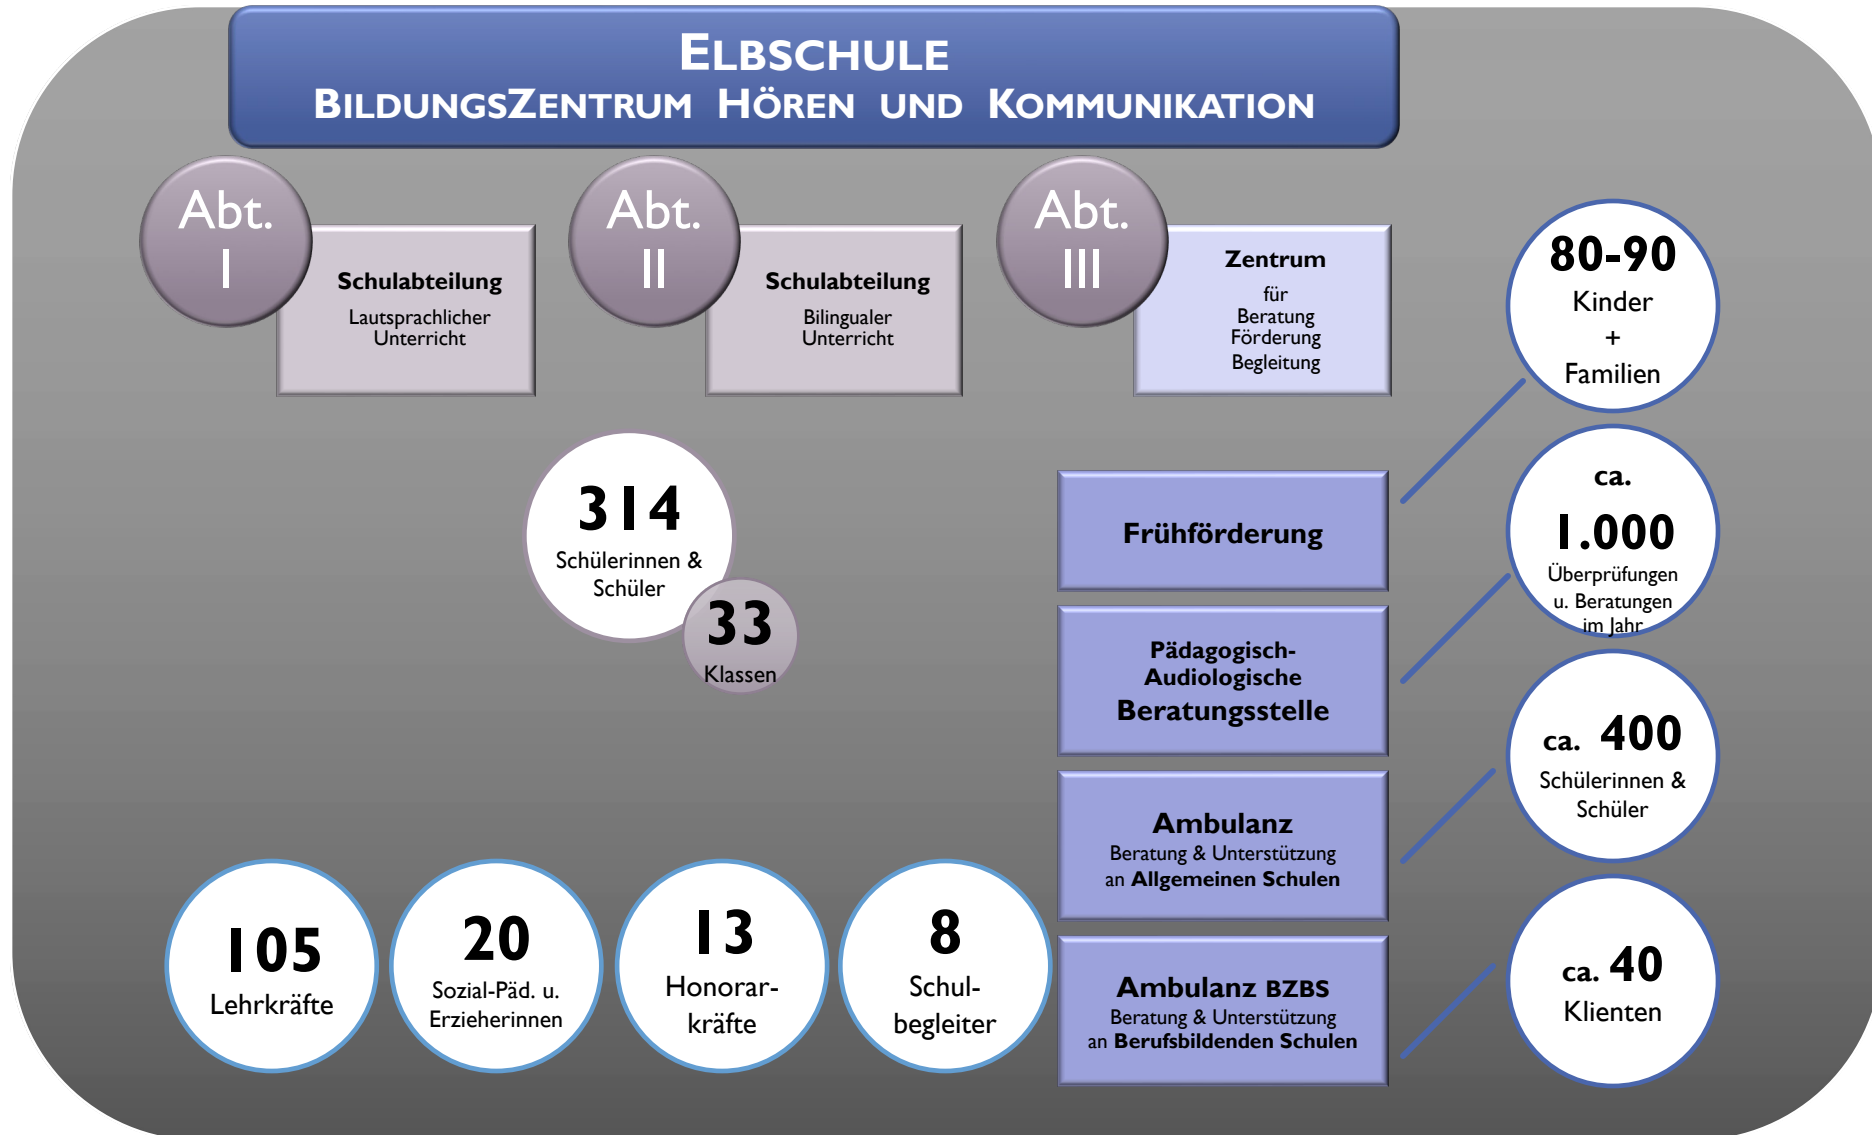 ELBSCHULE
BILDUNGSZENTRUM HÖREN UND KOMMUNIKATION
Abt.
I
Schulabteilung
Lautsprachlicher
Unterricht
Abt.
II
Schulabteilung
Bilingualer
Unterricht
Abt.
III
Zentrum
für
Beratung
Förderung
Begleitung
80-90
Kinder
+
Familien
314
Schülerinnen &
Schüler
33
Klassen
Frühförderung
ca.
1.000
Überprüfungen
u. Beratungen
im Jahr
Pädagogisch-
Audiologische
Beratungsstelle
ca. 400
Schülerinnen &
Schüler
Ambulanz
Beratung & Unterstützung
an Allgemeinen Schulen
105
Lehrkräfte
20
Sozial-Päd. u.
Erzieherinnen
13
Honorar-
kräfte
8
Schul-
begleiter
Ambulanz BZBS
Beratung & Unterstützung
an Berufsbildenden Schulen
ca. 40
Klienten